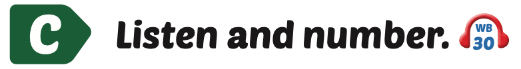 C Listen and number. WB 30